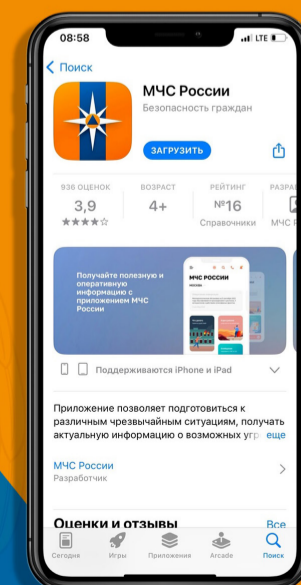 08:58
LTE
Поиск
МЧС России
Безопасность граждан
ЗАГРУЗИТЬ
936 ОЦЕНОК
ВОЗРАСТ
РЕЙТИНГ
3,9
4+
№16
Справочники
МЧС
Получайте полезную и
оперативную
информацию с
приложением МЧС
России
МЧС РОССИИ
Поддерживаются iPhone и iPad
Приложение позволяет подготовиться к
различным чрезвычайным ситуациям, получать
актуальную информацию о возможных угр еще
МЧС России
Разработчик
Оценки и отзывы
Все
Сегодня
Игры
Приложения
Arcade
Поиск